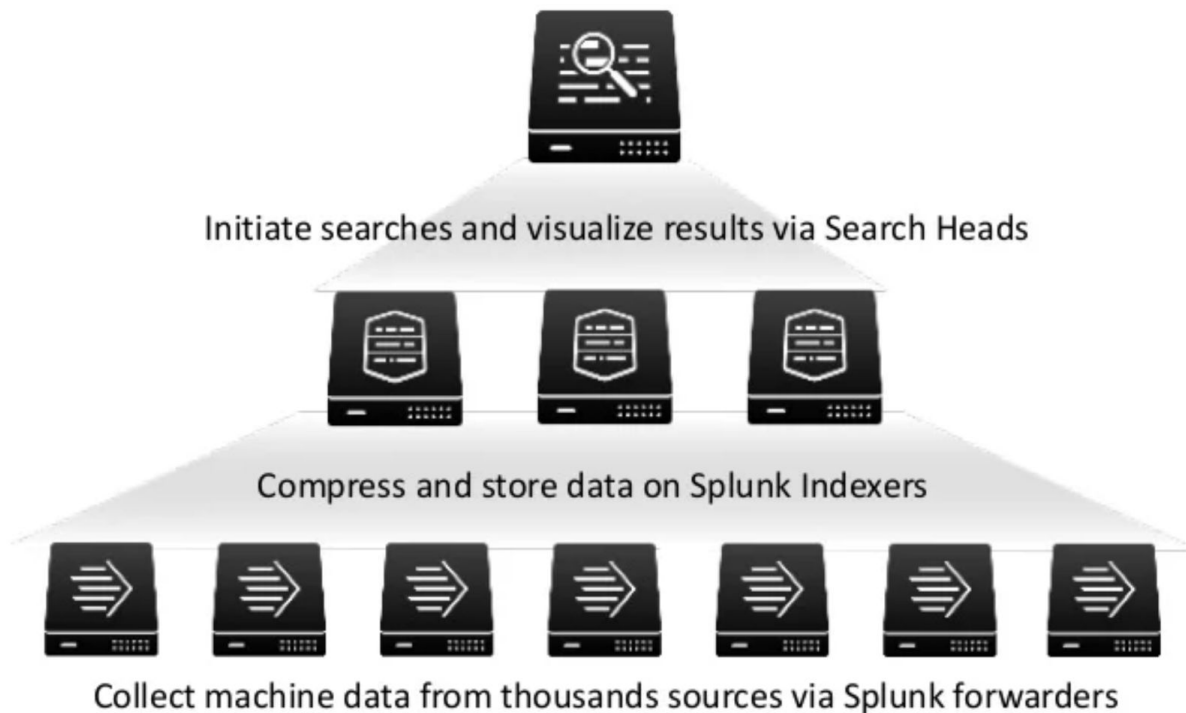 Initiate searches and visualize results via Search Heads
Compress and store data on Splunk Indexers
Collect machine data from thousands sources via Splunk forwarders